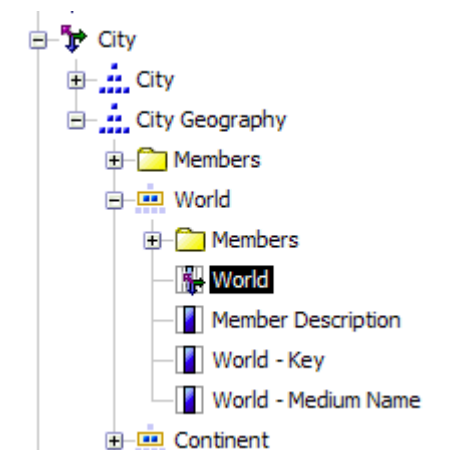 City
City
City Geography
Members
World
Members
World
Member Description
World - Key
World - Medium Name
Continent